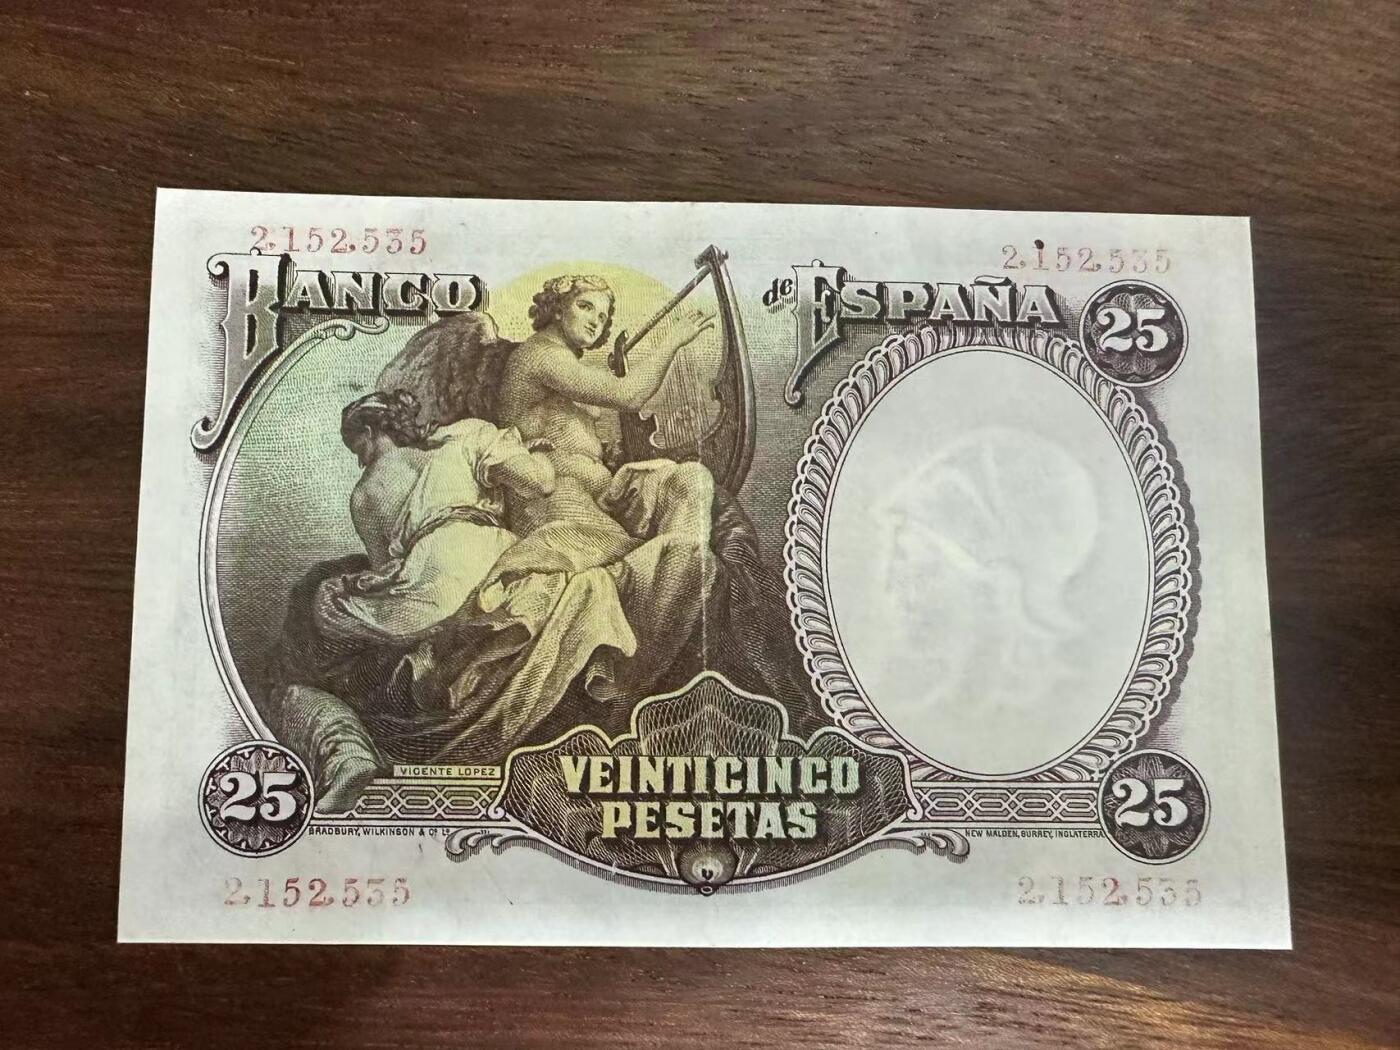 2,152,535
2,152,535
BANCO
de ESPAÑA
25
VICENTE LOPEZ
VEINTICINCO
PESETAS
25
25
BRADBURY, WILKINSON & Cº Lº
NEW MALDEN, SURREY, INGLATERRA
2,152,535
2,152,535